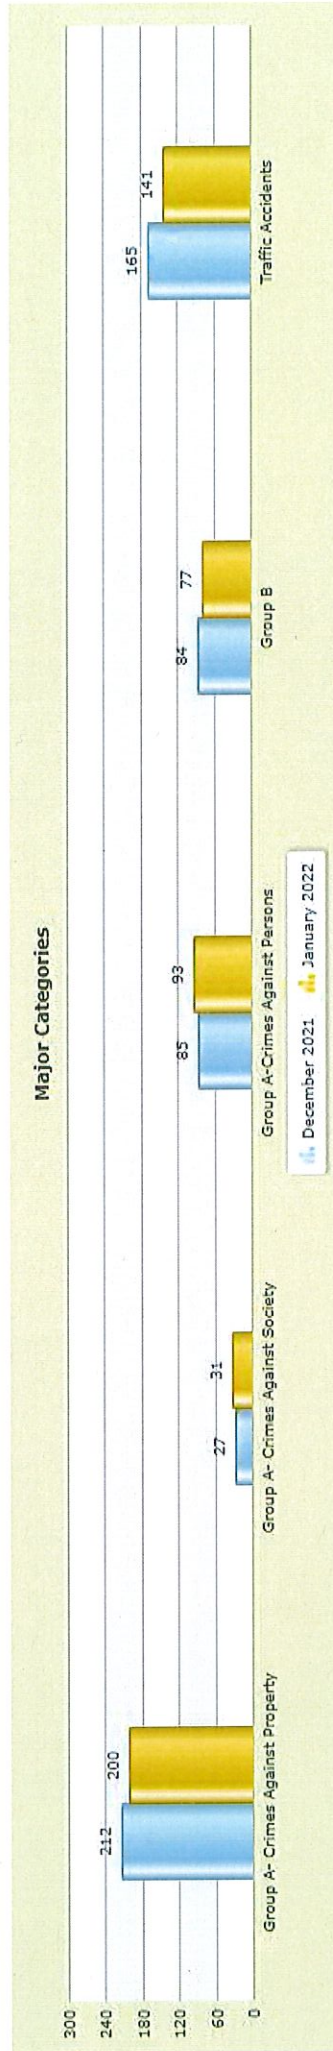 Major Categories
300
240
180
120
60
0
212
200
27
31
85
93
84
77
165
141
Group A- Crimes Against Property
Group A- Crimes Against Society
Group A-Crimes Against Persons
Group B
Traffic Accidents
December 2021
January 2022